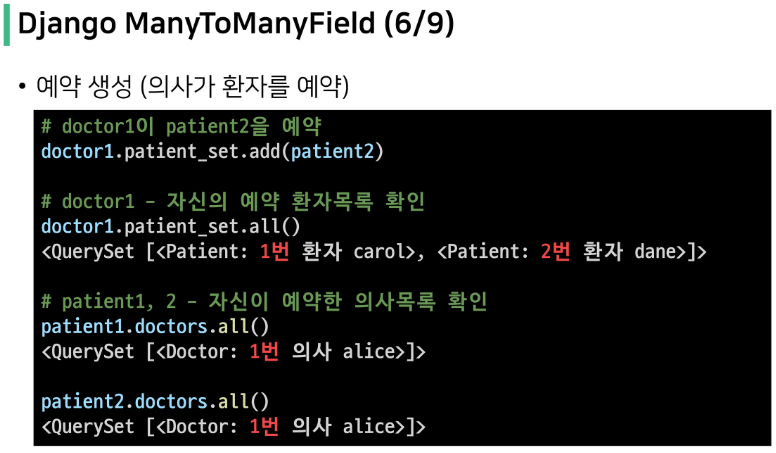 Django ManyToManyField (6/9)
• 예약 생성 (의사가 환자를 예약)
# doctor1이 patient2을 예약
doctor1.patient_set.add(patient2)
# doctor1 - 자신의 예약 환자목록 확인
doctor1.patient_set.all()
<QuerySet [<Patient: 1번 환자 carol>, <Patient: 2번 환자 dane>]>
# patient1, 2 - 자신이 예약한 의사목록 확인
patient1.doctors.all()
<QuerySet [<Doctor: 1번 의사 alice>]>
patient2.doctors.all()
<QuerySet [<Doctor: 1번 의사 alice>]>